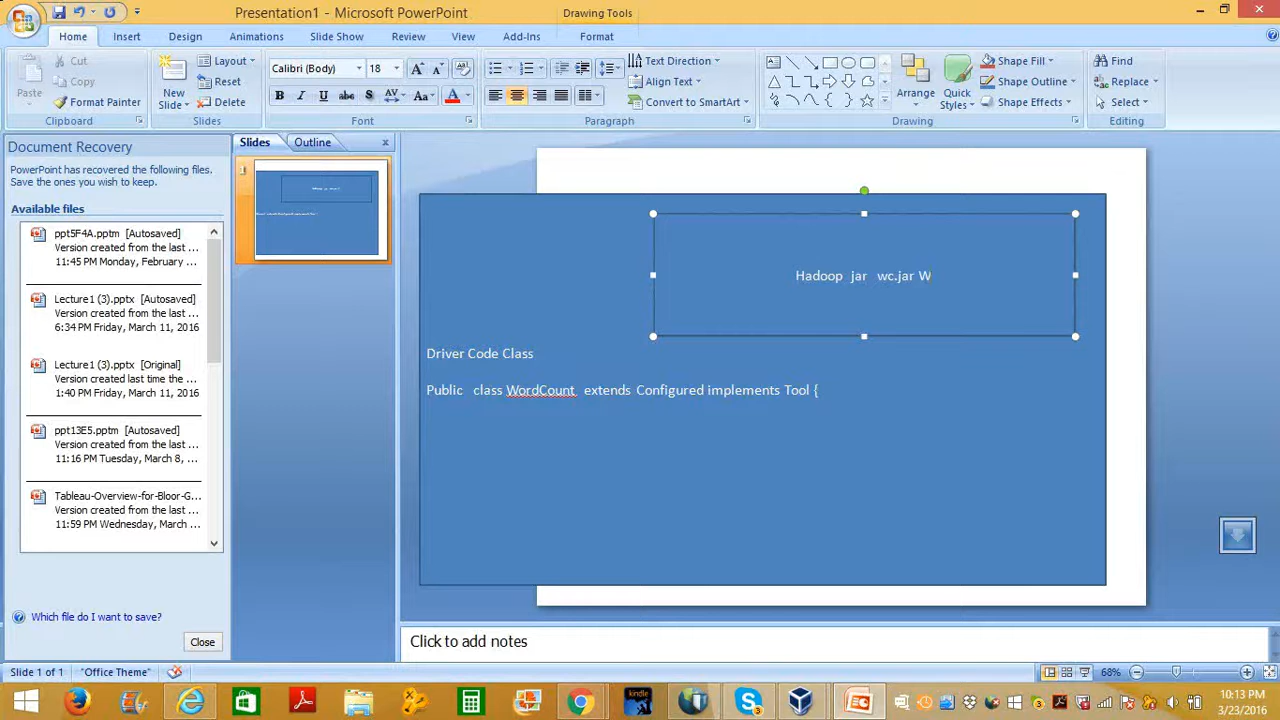 Presentation1 - Microsoft PowerPoint
Drawing Tools
Home
Insert
Design
Animations
Slide Show
Review
View
Add-Ins
Format
Paste
Cut
Copy
Format Painter
Clipboard
New
Slide
Layout
Reset
Delete
Slides
Calibri (Body)
18
Font
Paragraph
Text Direction
Align Text
Convert to SmartArt
Arrange
Quick
Styles
Shape Fill
Shape Outline
Shape Effects
Drawing
Find
Replace
Select
Editing
Document Recovery
PowerPoint has recovered the following files.
Save the ones you wish to keep.
Available files
ppt5F4A.pptm [Autosaved]
Version created from the last ...
11:45 PM Monday, February ...
Lecture1 (3).pptx [Autosaved]
Version created from the last ...
6:34 PM Friday, March 11, 2016
Lecture1 (3).pptx [Original]
Version created last time the ...
1:40 PM Friday, March 11, 2016
ppt13E5.pptm [Autosaved]
Version created from the last ...
11:16 PM Tuesday, March 8, ...
Tableau-Overview-for-Bloor-G...
Version created from the last ...
11:59 PM Wednesday, March ...
Which file do I want to save?
Close
Slides
Outline
1
Hadoop jar wc.jar W
Driver Code Class
Public class WordCount extends Configured implements Tool {
Click to add notes
Slide 1 of 1
"Office Theme"
68%
10:13 PM
3/23/2016